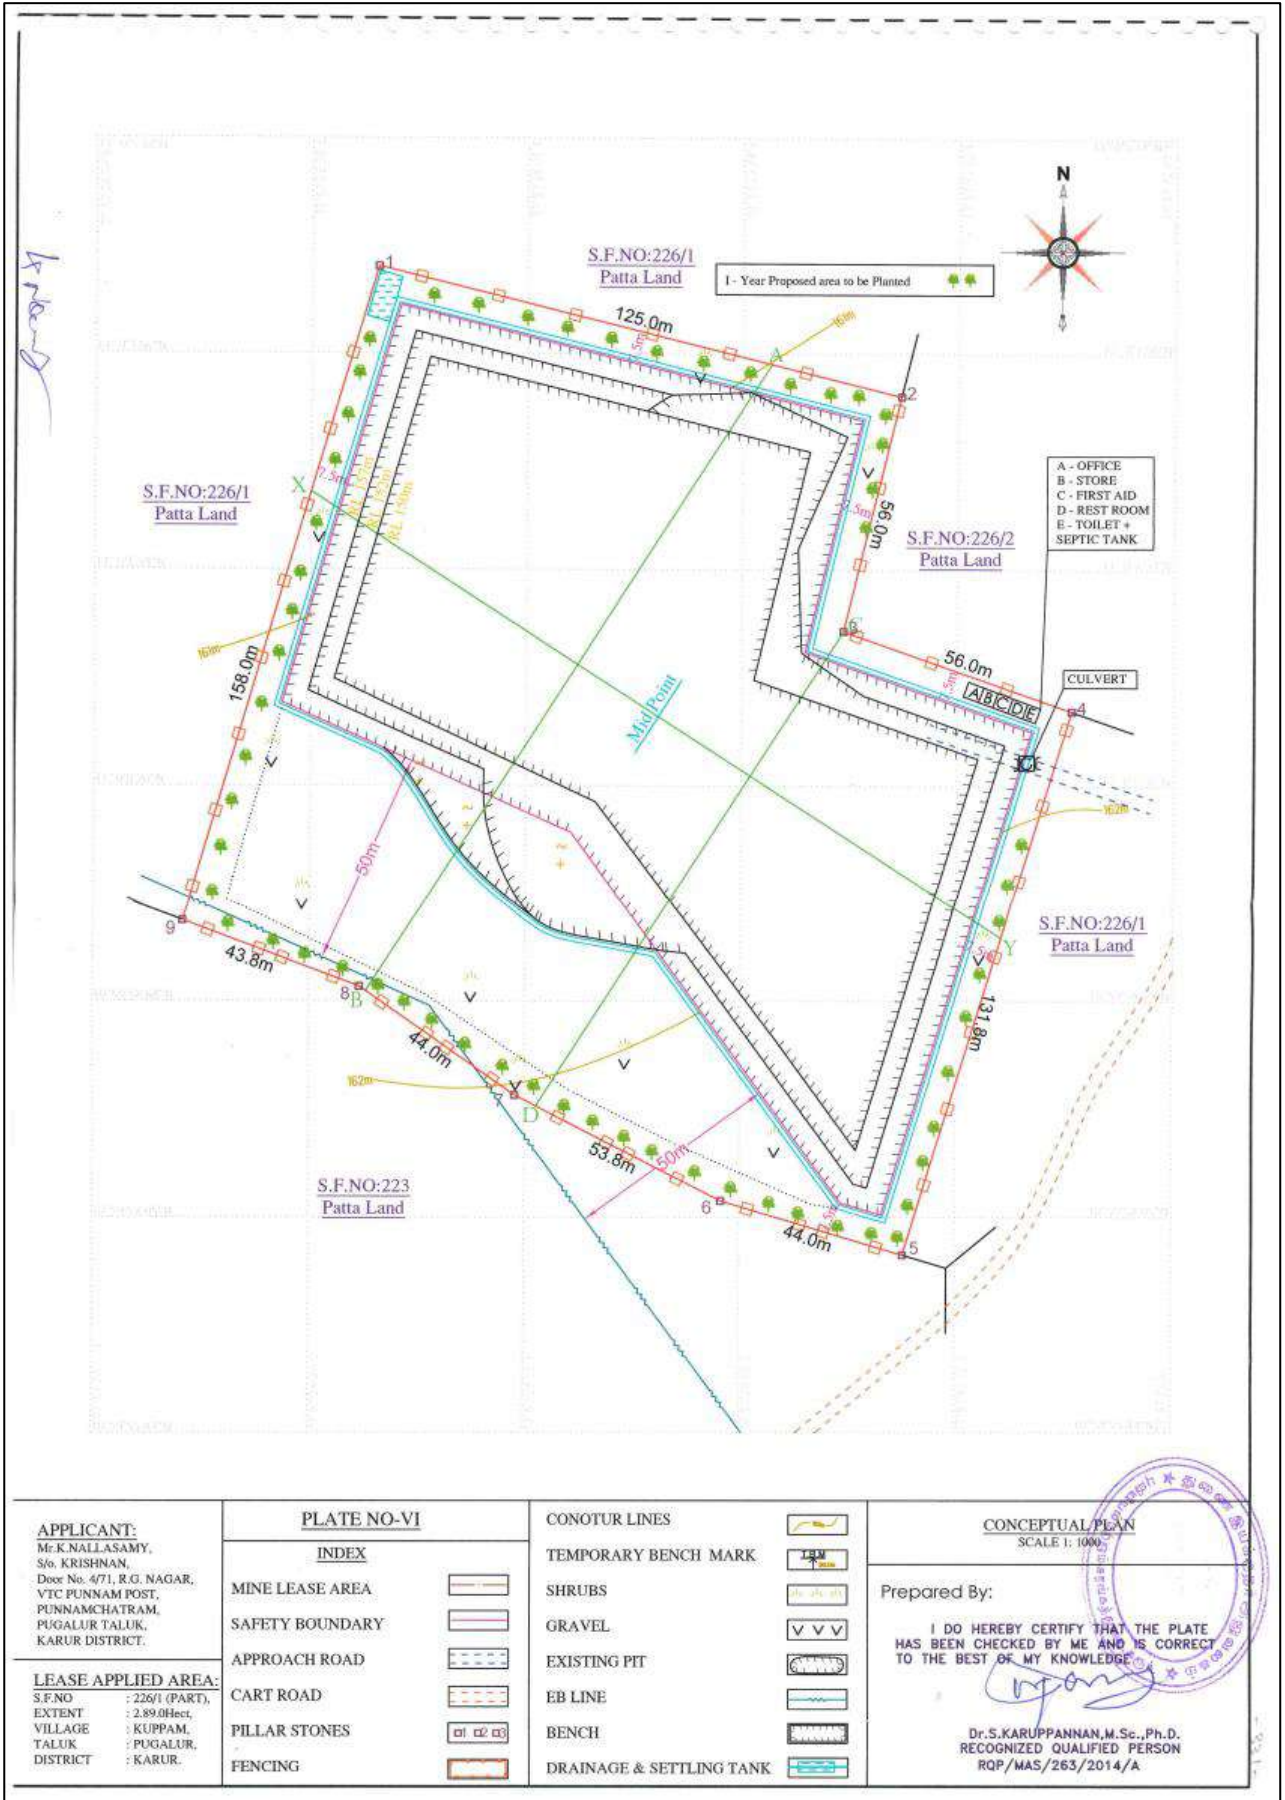 N
S.F.NO:226/1
Patta Land
I - Year Proposed area to be Planted
1
125.0m
161m
A
2
7.5m
S.F.NO:226/1
Patta Land
X
RL 157m
RL 152m
RL 150m
56.0m
A - OFFICE
B - STORE
C - FIRST AID
D - REST ROOM
E - TOILET +
SEPTIC TANK
S.F.NO:226/2
Patta Land
161m
158.0m
56.0m
CULVERT
A B C D E
4
Mid Point
162m
50m
S.F.NO:226/1
Patta Land
Y
9
43.8m
8
B
131.8m
44.0m
162m
D
53.8m
50m
S.F.NO:223
Patta Land
6
44.0m
5
APPLICANT:
Mr.K.NALLASAMY,
S/o. KRISHNAN,
Door No. 4/71, R.G. NAGAR,
VTC PUNNAM POST,
PUNNAMCHATRAM,
PUGALUR TALUK,
KARUR DISTRICT.
LEASE APPLIED AREA:
S.F.NO : 226/1 (PART),
EXTENT : 2.89.0Hect,
VILLAGE : KUPPAM,
TALUK : PUGALUR,
DISTRICT : KARUR.
PLATE NO-VI
INDEX
MINE LEASE AREA
SAFETY BOUNDARY
APPROACH ROAD
CART ROAD
PILLAR STONES
FENCING
CONOTUR LINES
TEMPORARY BENCH MARK
SHRUBS
GRAVEL
EXISTING PIT
EB LINE
BENCH
DRAINAGE & SETTLING TANK
CONCEPTUAL PLAN
SCALE 1: 1000
Prepared By:
I DO HEREBY CERTIFY THAT THE PLATE
HAS BEEN CHECKED BY ME AND IS CORRECT
TO THE BEST OF MY KNOWLEDGE
Dr.S.KARUPPANNAN,M.Sc.,Ph.D.
RECOGNIZED QUALIFIED PERSON
RQP/MAS/263/2014/A